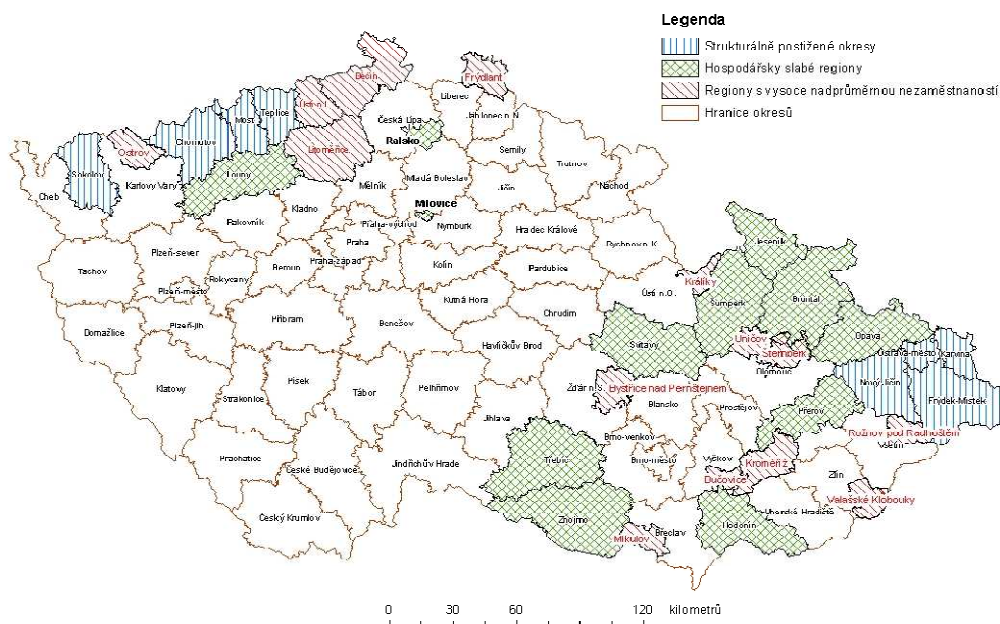 Legenda
Strukturálně postižené okresy
Hospodářsky slabé regiony
Regiony s vysoce nadprůměrnou nezaměstnaností
Hranice okresů
Děčín
Frýdlant
Liberec
Jablonec n.N.
Ústí n.L.
Teplice
Most
Chomutov
Česká Lípa
Ralsko
Litoměřice
Semily
Trutnov
Ostrov
Sokolov
Karlovy Vary
Louny
Cheb
Mělník
Mladá Boleslav
Jičín
Náchod
Milovice
Kladno
Rakovník
Praha-východ
Nymburk
Hradec Králové
Rychnov n.K.
Praha
Praha-západ
Beroun
Plzeň-sever
Rokycany
Plzeň-město
Tachov
Kolín
Pardubice
Jeseník
Králíky
Ústí n.O.
Šumperk
Bruntál
Kutná Hora
Chrudim
Příbram
Benešov
Plzeň-jih
Domažlice
Havlíčkův Brod
Svitavy
Uničov
Šternberk
Olomouc
Opava
Ostrava-město
Karviná
Nový Jičín
Frýdek-Místek
Klatovy
Strakonice
Písek
Tábor
Pelhřimov
Jihlava
Žďár n.S.
Bystřice nad Pernštejnem
Blansko
Prostějov
Přerov
Rožnov pod Radhoštěm
Vsetín
Brno-venkov
Brno-město
Vyškov
Kroměříž
Bučovice
Zlín
Valašské Klobouky
Prachatice
České Budějovice
Jindřichův Hradec
Třebíč
Český Krumlov
Znojmo
Mikulov
Břeclav
Hodonín
Uherské Hradiště
0 30 60 120 kilometrů